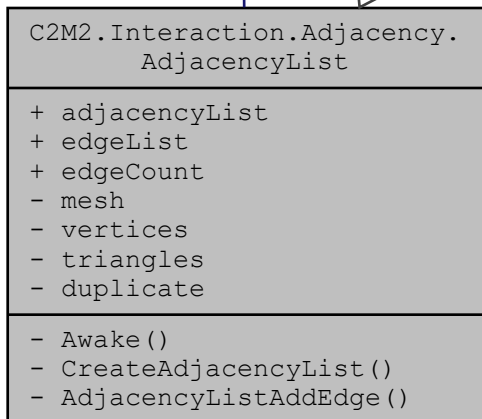 C2M2.Interaction.Adjacency.
AdjacencyList
+ adjacencyList
+ edgeList
+ edgeCount
- mesh
- vertices
- triangles
- duplicate
- Awake()
- CreateAdjacencyList()
- AdjacencyListAddEdge()